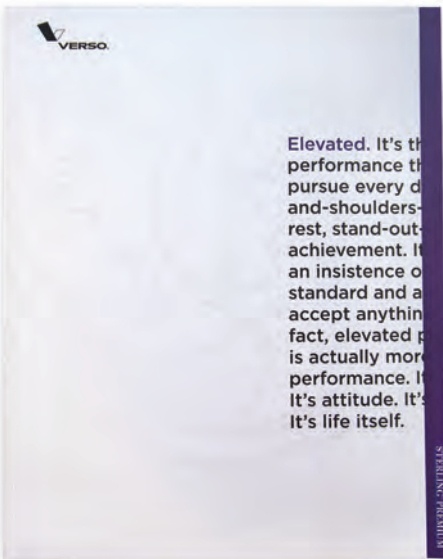 VERSO.
Elevated. It's th
performance th
pursue every d
and-shoulders-
rest, stand-out-
achievement. It
an insistence o
standard and a
accept anythin
fact, elevated p
is actually more
performance. It
It's attitude. It's
It's life itself.
STERLING PREMIUM